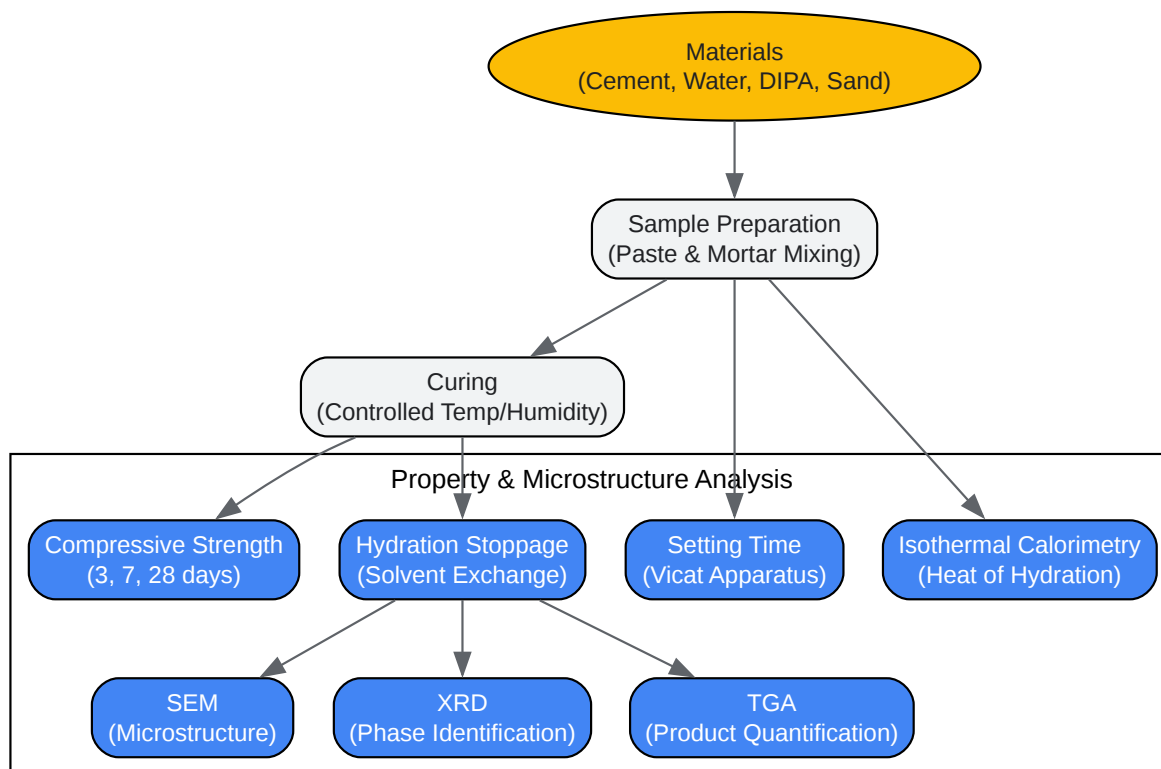 Materials
(Cement, Water, DIPA, Sand)
Sample Preparation
(Paste & Mortar Mixing)
Curing
(Controlled Temp/Humidity)
Property & Microstructure Analysis
Compressive Strength
(3, 7, 28 days)
Hydration Stoppage
(Solvent Exchange)
Setting Time
(Vicat Apparatus)
Isothermal Calorimetry
(Heat of Hydration)
SEM
(Microstructure)
XRD
(Phase Identification)
TGA
(Product Quantification)